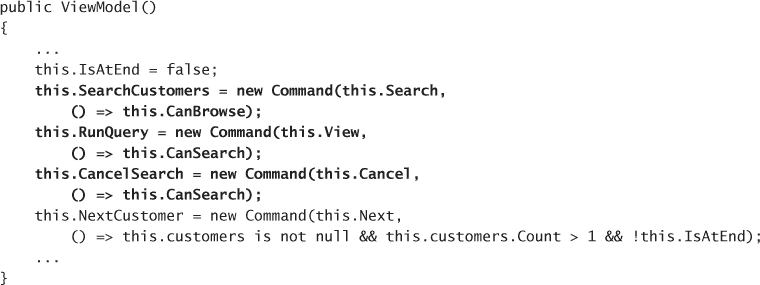 public ViewModel()
{
...
this.IsAtEnd = false;
this.SearchCustomers = new Command(this.Search,
() => this.CanBrowse);
this.RunQuery = new Command(this.View,
() => this.CanSearch);
this.CancelSearch = new Command(this.Cancel,
() => this.CanSearch);
this.NextCustomer = new Command(this.Next,
() => this.customers is not null && this.customers.Count > 1 && !this.IsAtEnd);
...
}